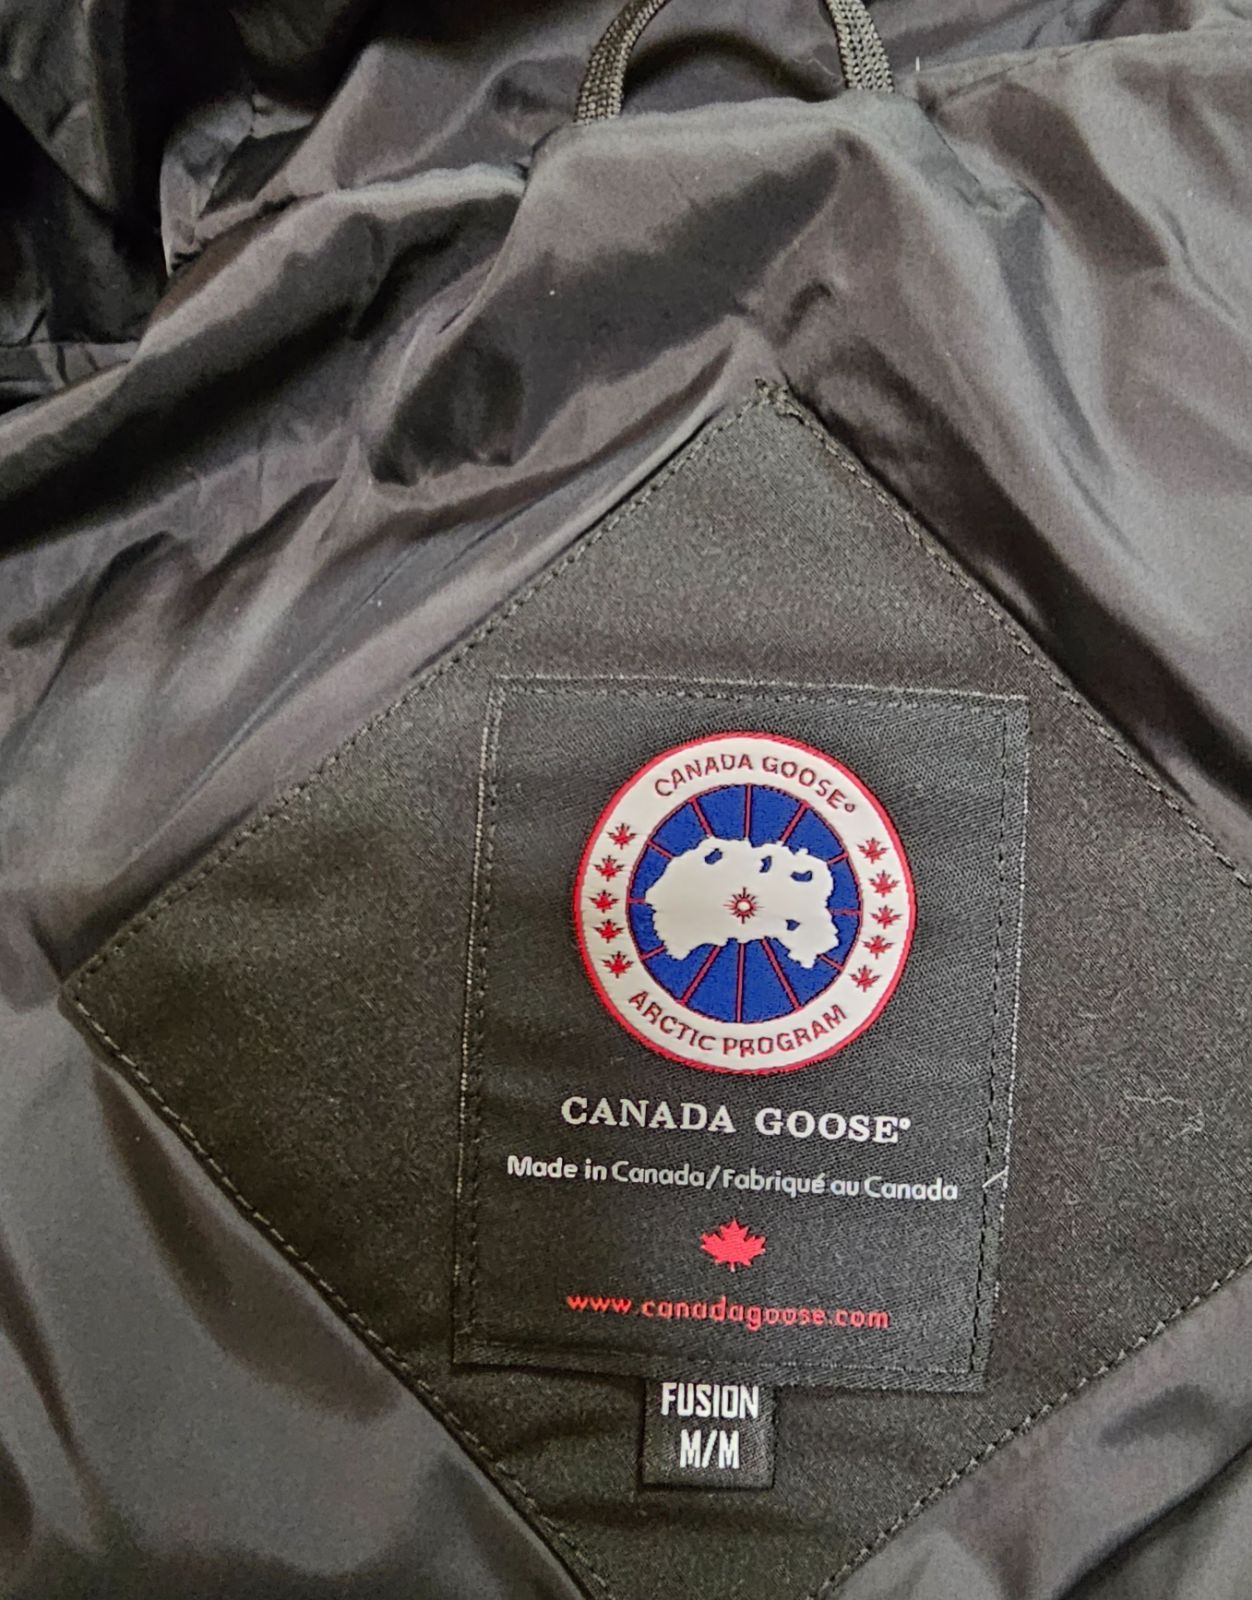 CANADA GOOSE®
ARCTIC PROGRAM
CANADA GOOSE®
Made in Canada/Fabriqué au Canada
www.canadagoose.com
FUSION
M/M